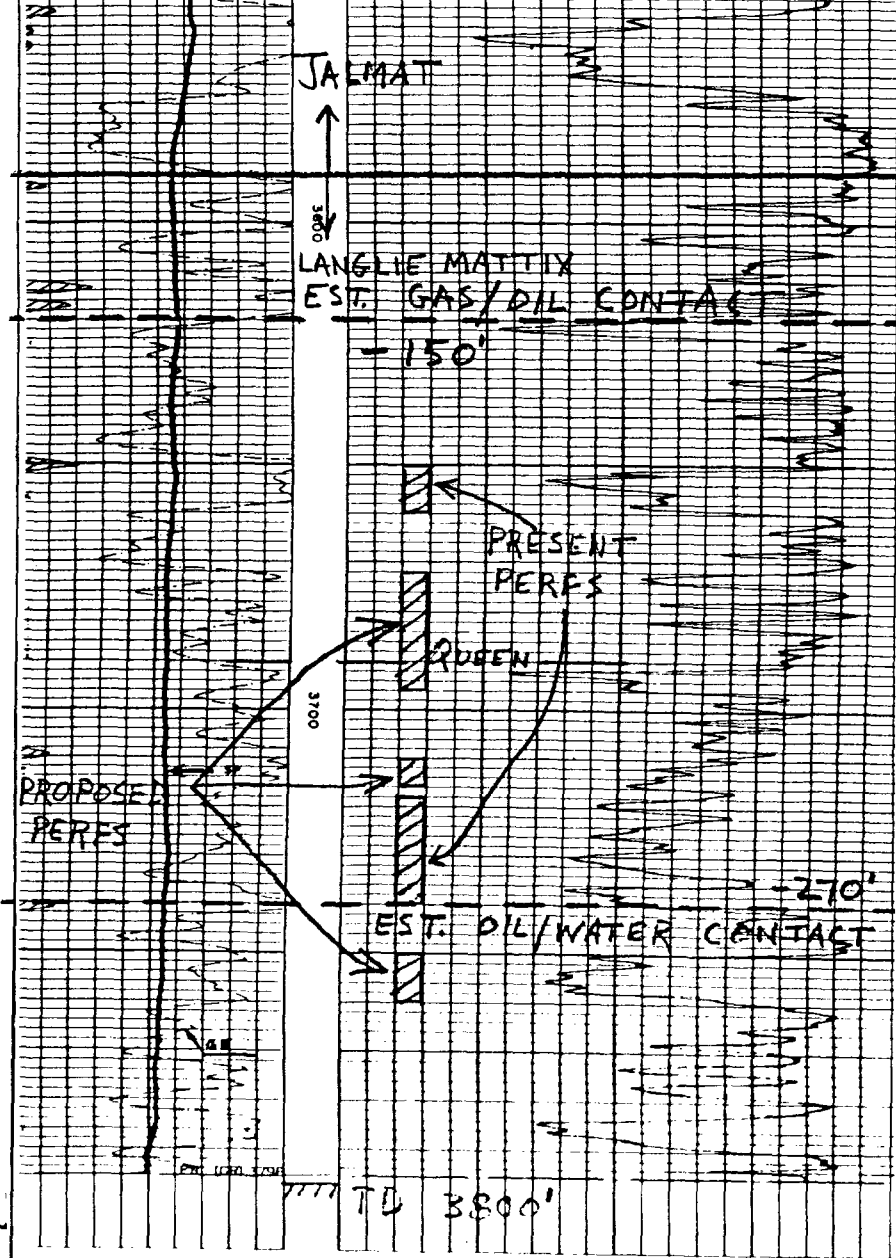 JALMAT
3600
LANGLIE MATTIX
EST. GAS/OIL CONTACT
-150'
PRESENT
PERFS
QUEEN
3700
PROPOSED
PERFS
-270'
EST. OIL/WATER CONTACT
TD 3800'